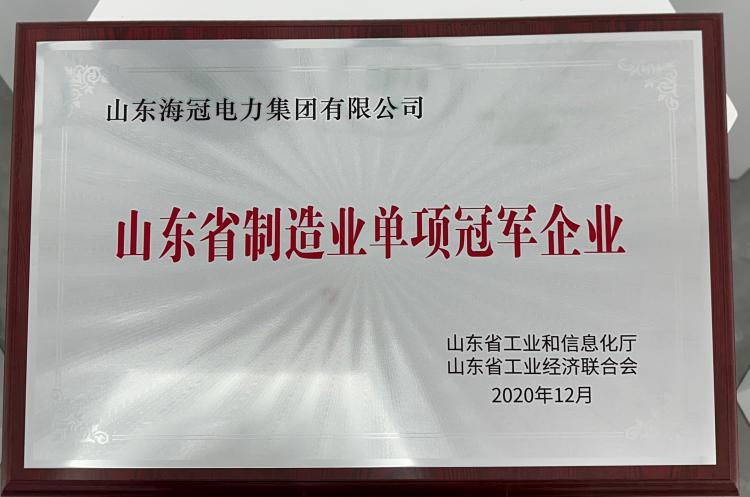 山东海冠电力集团有限公司
山东省制造业单项冠军企业
山东省工业和信息化厅
山东省工业经济联合会
2020年12月